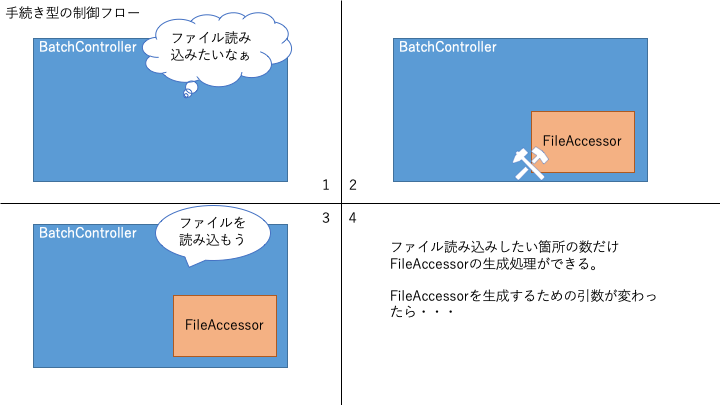 手続き型の制御フロー
BatchController
ファイル読み
込みたいなぁ
1
BatchController
FileAccessor
2
BatchController
ファイルを
読み込もう
FileAccessor
3
4
ファイル読み込みしたい箇所の数だけ
FileAccessorの生成処理ができる。
FileAccessorを生成するための引数が変わっ
たら・・・